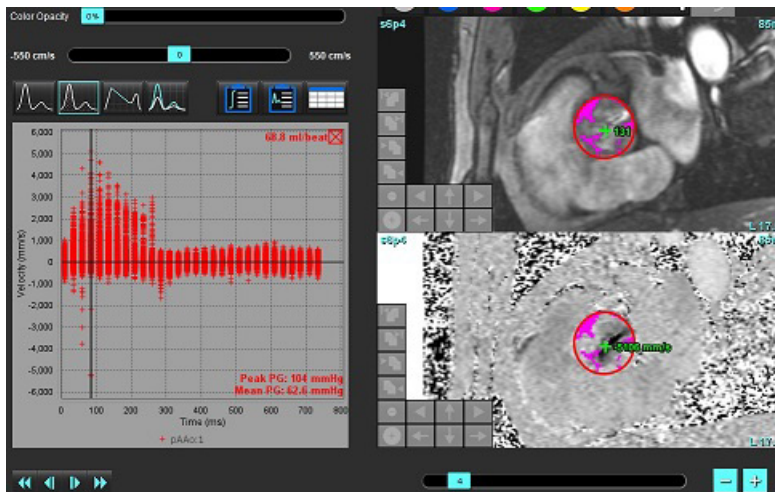 Color Opacity 0%
-550 cm/s 0 550 cm/s
68.8 ml/beat
6,000
5,000
4,000
3,000
2,000
1,000
0
-1,000
-2,000
-3,000
-4,000
-5,000
-6,000
Velocity (mm/s)
Peak PG: 104 mmHg
Mean PG: 62.6 mmHg
0 100 200 300 400 500 600 700 800
Time (ms)
+ pAAo:1
s6p4
131
s6p4
-5106 mm/s
4